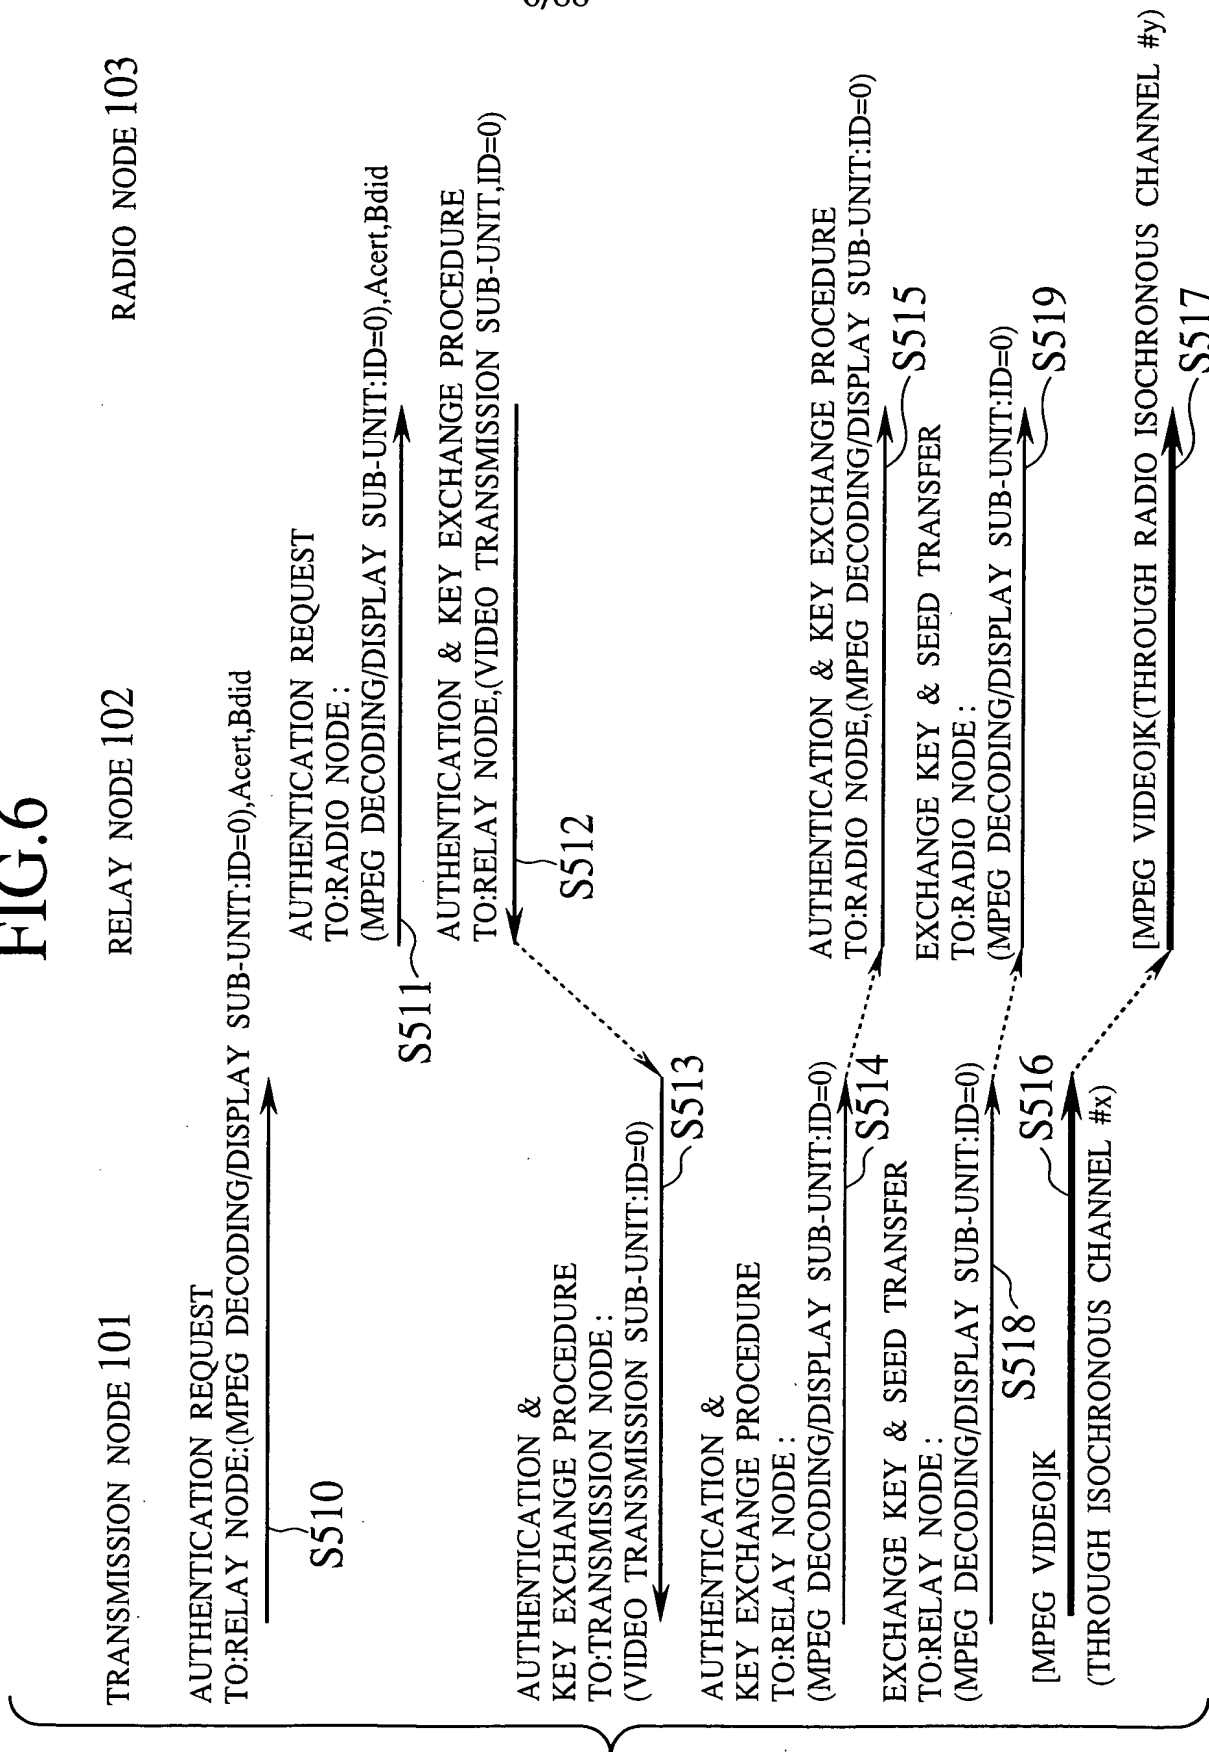 FIG.6
TRANSMISSION NODE 101
RELAY NODE 102
RADIO NODE 103
AUTHENTICATION REQUEST
TO:RELAY NODE:(MPEG DECODING/DISPLAY SUB-UNIT:ID=0),Acert,Bdid
S510
AUTHENTICATION REQUEST
TO:RADIO NODE:
(MPEG DECODING/DISPLAY SUB-UNIT:ID=0),Acert,Bdid
S511
AUTHENTICATION & KEY EXCHANGE PROCEDURE
TO:RELAY NODE,(VIDEO TRANSMISSION SUB-UNIT,ID=0)
S512
AUTHENTICATION &
KEY EXCHANGE PROCEDURE
TO:TRANSMISSION NODE:
(VIDEO TRANSMISSION SUB-UNIT:ID=0)
S513
AUTHENTICATION &
KEY EXCHANGE PROCEDURE
TO:RELAY NODE:
(MPEG DECODING/DISPLAY SUB-UNIT:ID=0)
S514
AUTHENTICATION & KEY EXCHANGE PROCEDURE
TO:RADIO NODE,(MPEG DECODING/DISPLAY SUB-UNIT:ID=0)
S515
EXCHANGE KEY & SEED TRANSFER
TO:RELAY NODE:
(MPEG DECODING/DISPLAY SUB-UNIT:ID=0)
S518
EXCHANGE KEY & SEED TRANSFER
TO:RADIO NODE:
(MPEG DECODING/DISPLAY SUB-UNIT:ID=0)
S519
[MPEG VIDEO]K
(THROUGH ISOCHRONOUS CHANNEL #x)
S516
[MPEG VIDEO]K(THROUGH RADIO ISOCHRONOUS CHANNEL #y)
S517